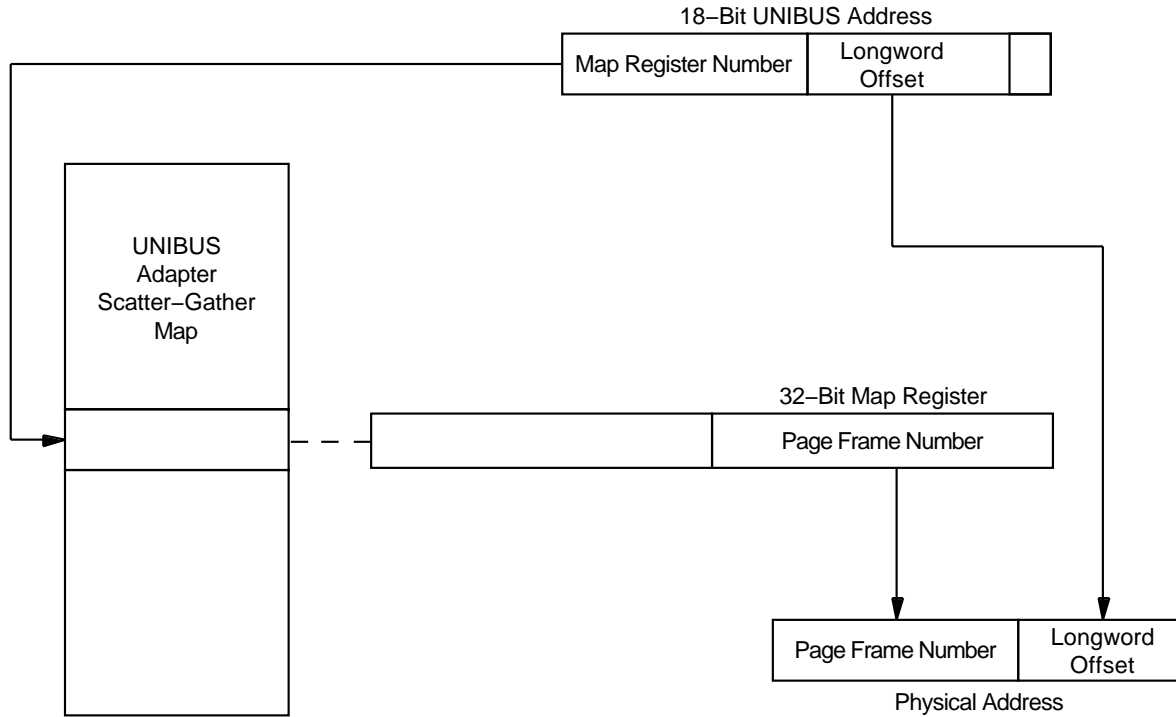 18–Bit UNIBUS Address
Map Register Number
Longword
Offset
UNIBUS
Adapter
Scatter–Gather
Map
32–Bit Map Register
Page Frame Number
Page Frame Number
Longword
Offset
Physical Address